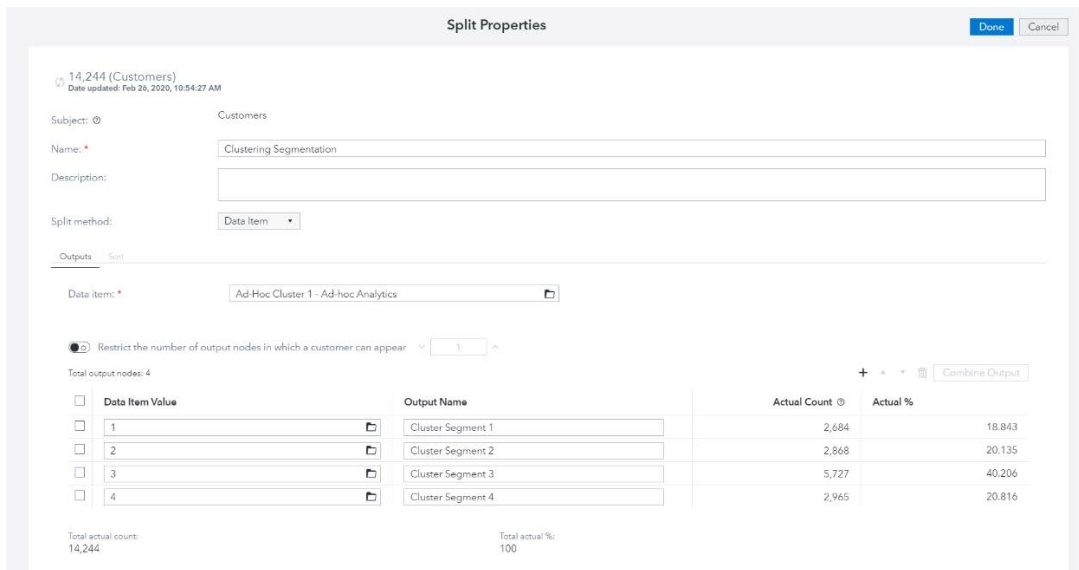 Split Properties
Done
Cancel
14,244 (Customers)
Date updated: Feb 26, 2020, 10:54:27 AM
Subject:
Customers
Name: *
Clustering Segmentation
Description:
Split method:
Data Item
Outputs
Sort
Data item: *
Ad-Hoc Cluster 1 - Ad-hoc Analytics
Restrict the number of output nodes in which a customer can appear
1
Total output nodes: 4
Combine Output
Data Item Value Output Name Actual Count Actual %
1 Cluster Segment 1 2,684 18.843
2 Cluster Segment 2 2,868 20.135
3 Cluster Segment 3 5,727 40.206
4 Cluster Segment 4 2,965 20.816
Total actual count:
14,244
Total actual %:
100